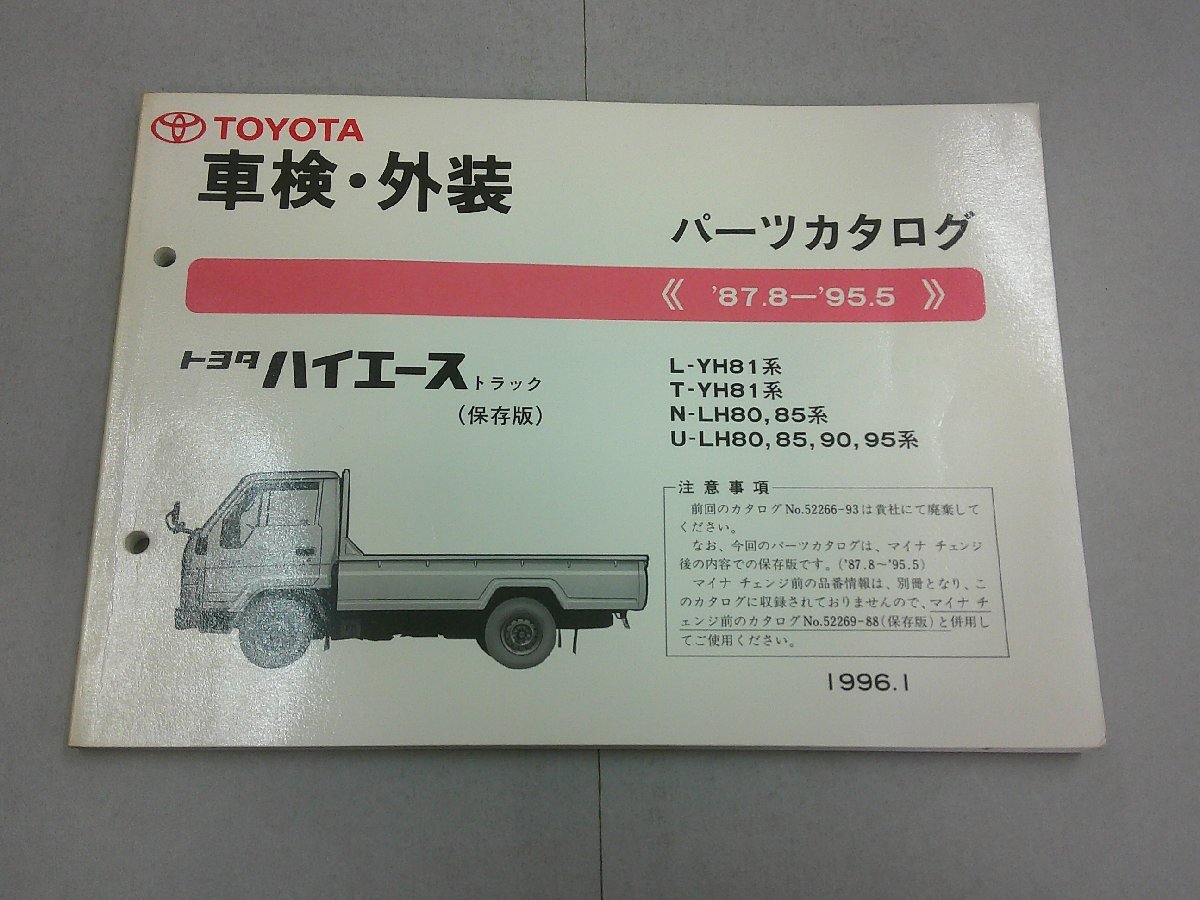 TOYOTA
車検・外装
パーツカタログ
《 '87.8—'95.5 》
トヨタ ハイエース トラック
(保存版)
L-YH81系
T-YH81系
N-LH80,85系
U-LH80,85,90,95系
注意事項
前回のカタログNo.52266-93は貴社にて廃棄して
ください。
なお、今回のパーツカタログは、マイナ チェンジ
後の内容での保存版です。('87.8～'95.5)
マイナ チェンジ前の品番情報は、別冊となり、こ
のカタログに収録されておりませんので、マイナ チ
ェンジ前のカタログNo.52269-88(保存版)と併用し
てご使用ください。
1996.1